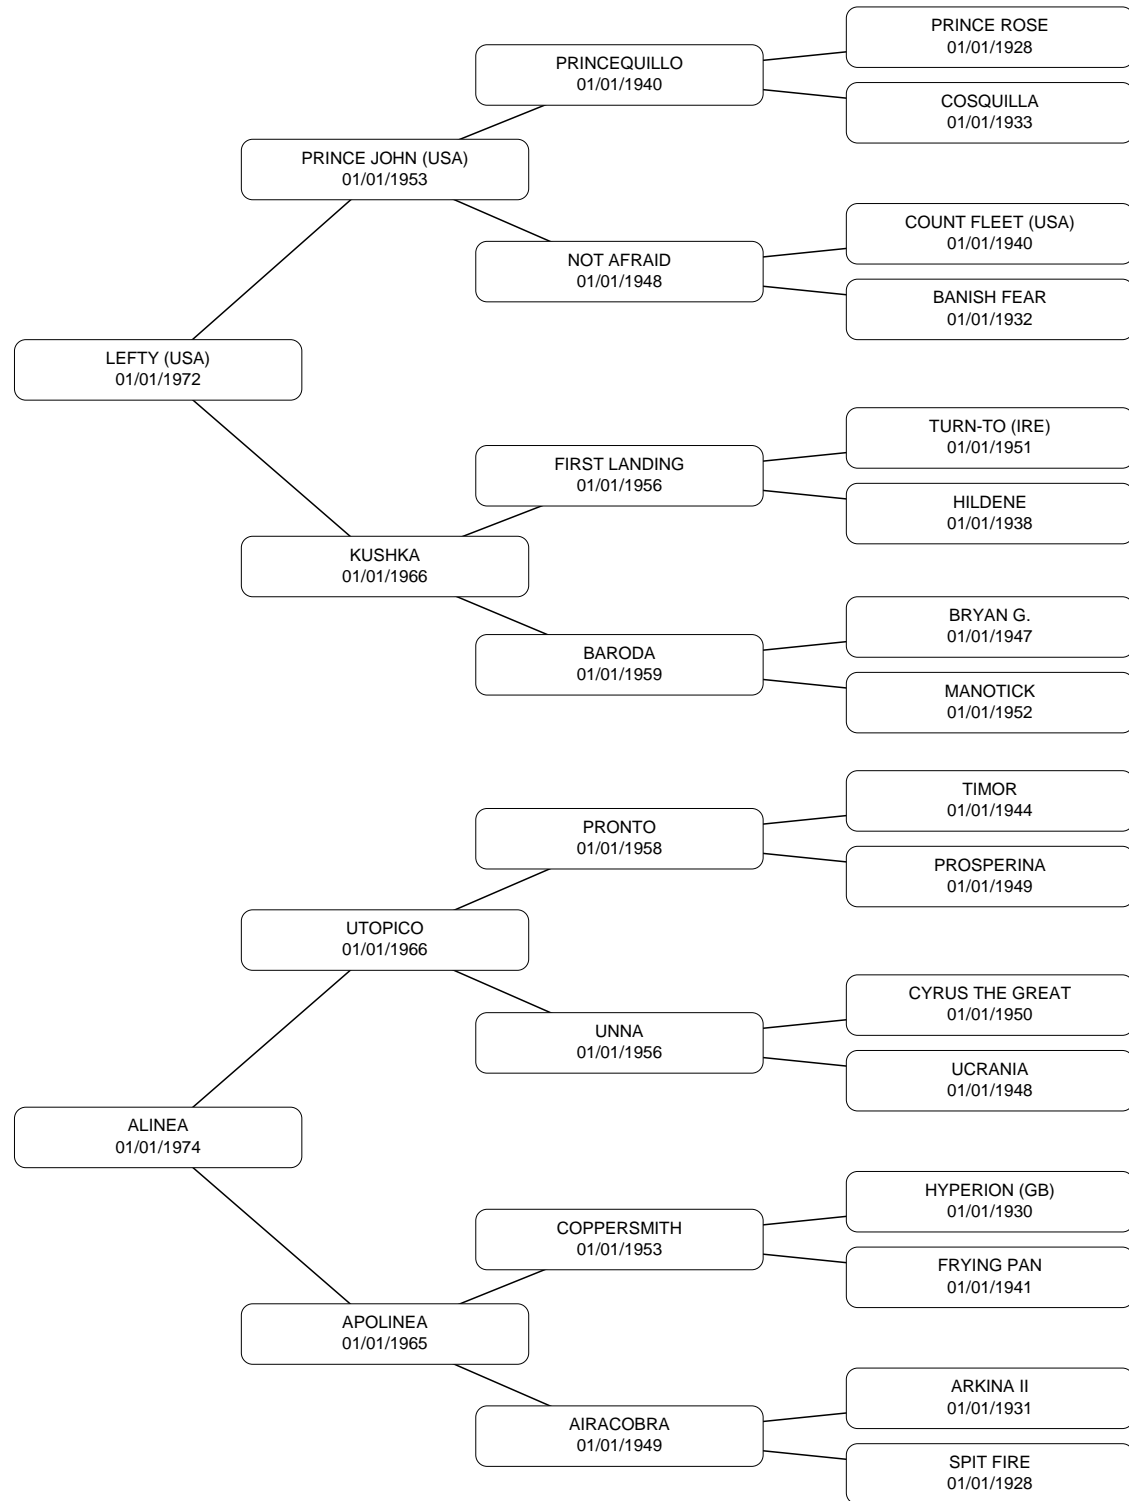 PRINCE ROSE
01/01/1928
PRINCEQUILLO
01/01/1940
COSQUILLA
01/01/1933
PRINCE JOHN (USA)
01/01/1953
COUNT FLEET (USA)
01/01/1940
NOT AFRAID
01/01/1948
BANISH FEAR
01/01/1932
LEFTY (USA)
01/01/1972
TURN-TO (IRE)
01/01/1951
FIRST LANDING
01/01/1956
HILDENE
01/01/1938
KUSHKA
01/01/1966
BRYAN G.
01/01/1947
BARODA
01/01/1959
MANOTICK
01/01/1952
TIMOR
01/01/1944
PRONTO
01/01/1958
PROSPERINA
01/01/1949
UTOPICO
01/01/1966
CYRUS THE GREAT
01/01/1950
UNNA
01/01/1956
UCRANIA
01/01/1948
ALINEA
01/01/1974
HYPERION (GB)
01/01/1930
COPPERSMITH
01/01/1953
FRYING PAN
01/01/1941
APOLINEA
01/01/1965
ARKINA II
01/01/1931
AIRACOBRA
01/01/1949
SPIT FIRE
01/01/1928